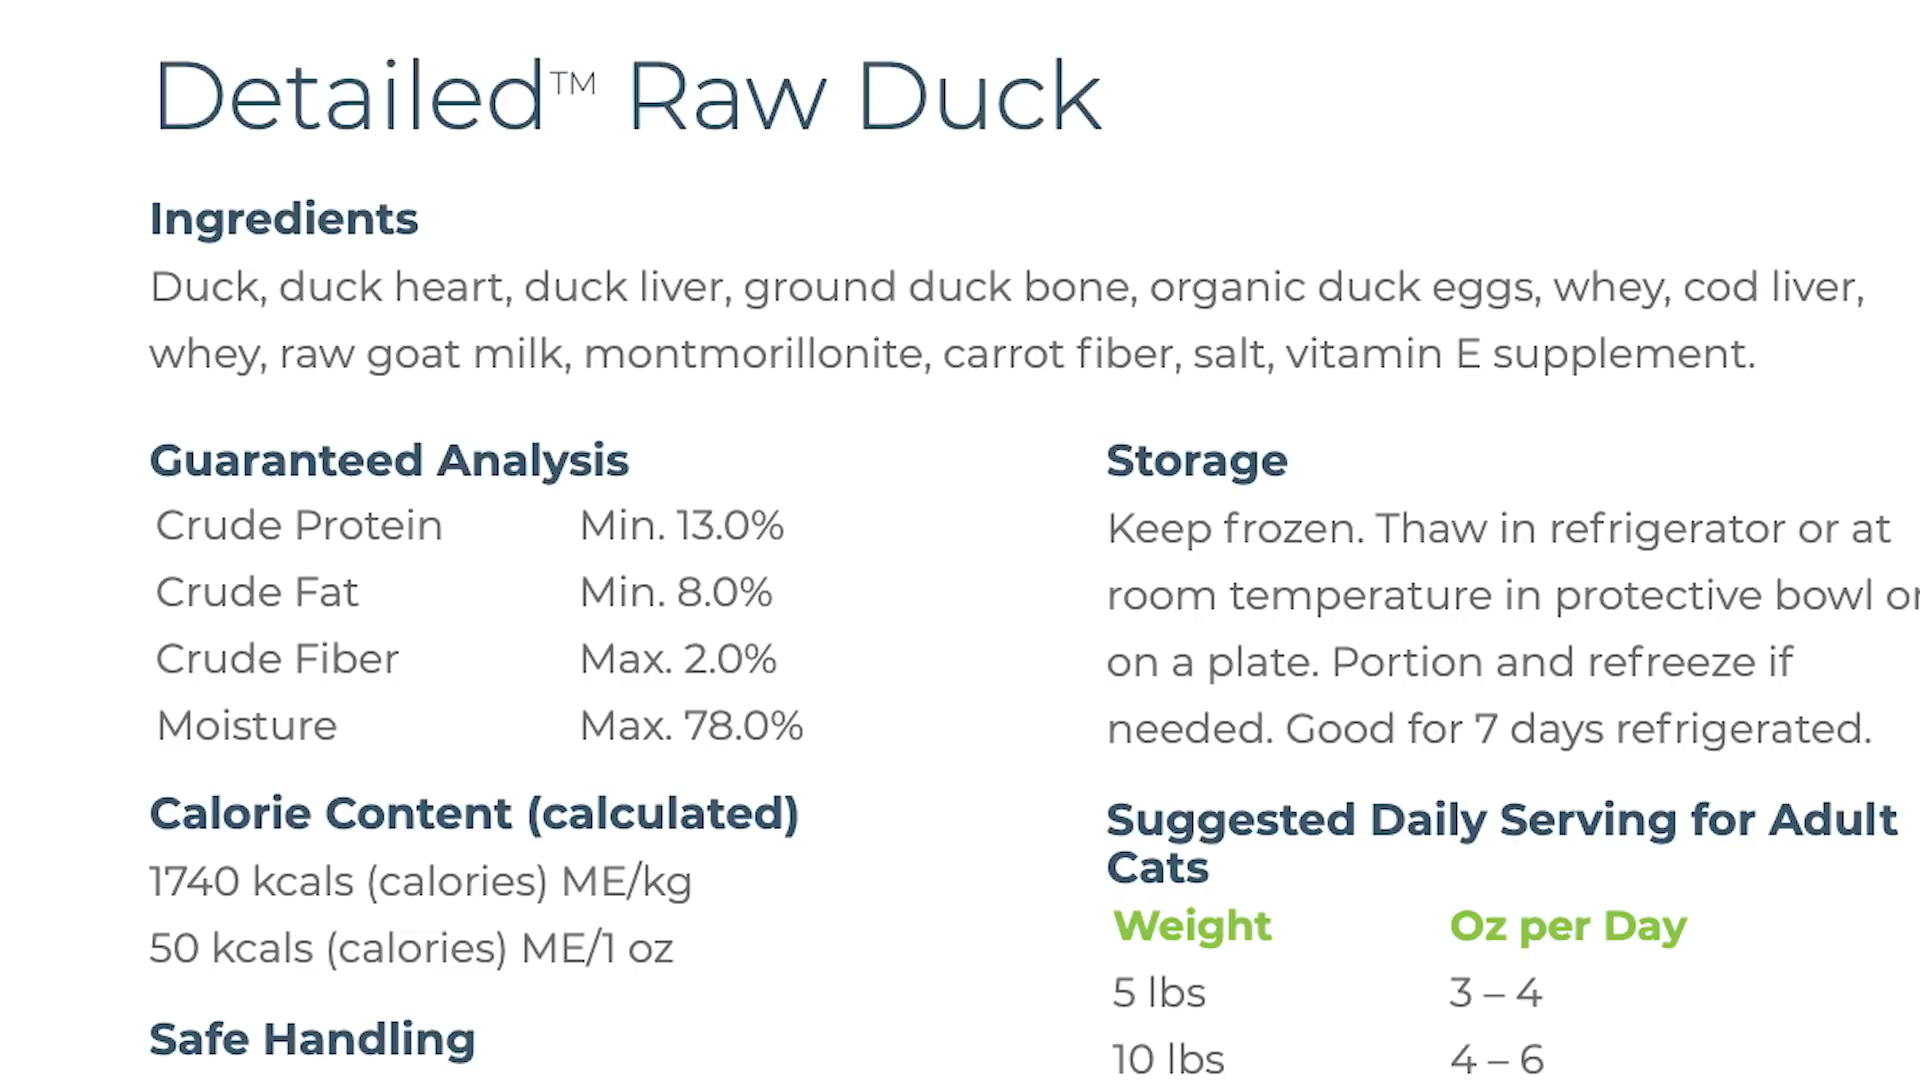 Detailed™ Raw Duck
Ingredients
Duck, duck heart, duck liver, ground duck bone, organic duck eggs, whey, cod liver,
whey, raw goat milk, montmorillonite, carrot fiber, salt, vitamin E supplement.
Guaranteed Analysis
Crude Protein Min. 13.0%
Crude Fat Min. 8.0%
Crude Fiber Max. 2.0%
Moisture Max. 78.0%
Calorie Content (calculated)
1740 kcals (calories) ME/kg
50 kcals (calories) ME/1 oz
Safe Handling
Storage
Keep frozen. Thaw in refrigerator or at
room temperature in protective bowl or
on a plate. Portion and refreeze if
needed. Good for 7 days refrigerated.
Suggested Daily Serving for Adult
Cats
Weight Oz per Day
5 lbs 3 – 4
10 lbs 4 – 6